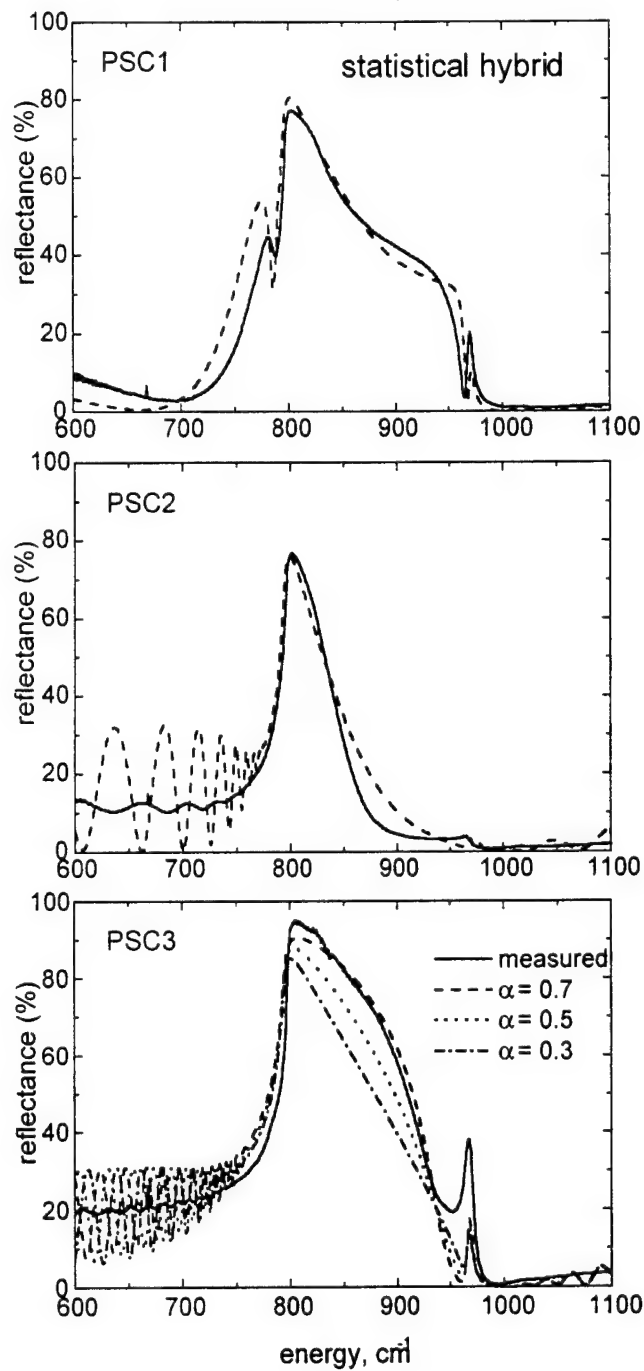 100
PSC1
statistical hybrid
80
60
40
20
0
reflectance (%)
600 700 800 900 1000 1100
100
PSC2
80
60
40
20
0
reflectance (%)
600 700 800 900 1000 1100
100
PSC3
80
60
40
20
0
reflectance (%)
measured
α= 0.7
α= 0.5
α= 0.3
600 700 800 900 1000 1100
energy, cm-1